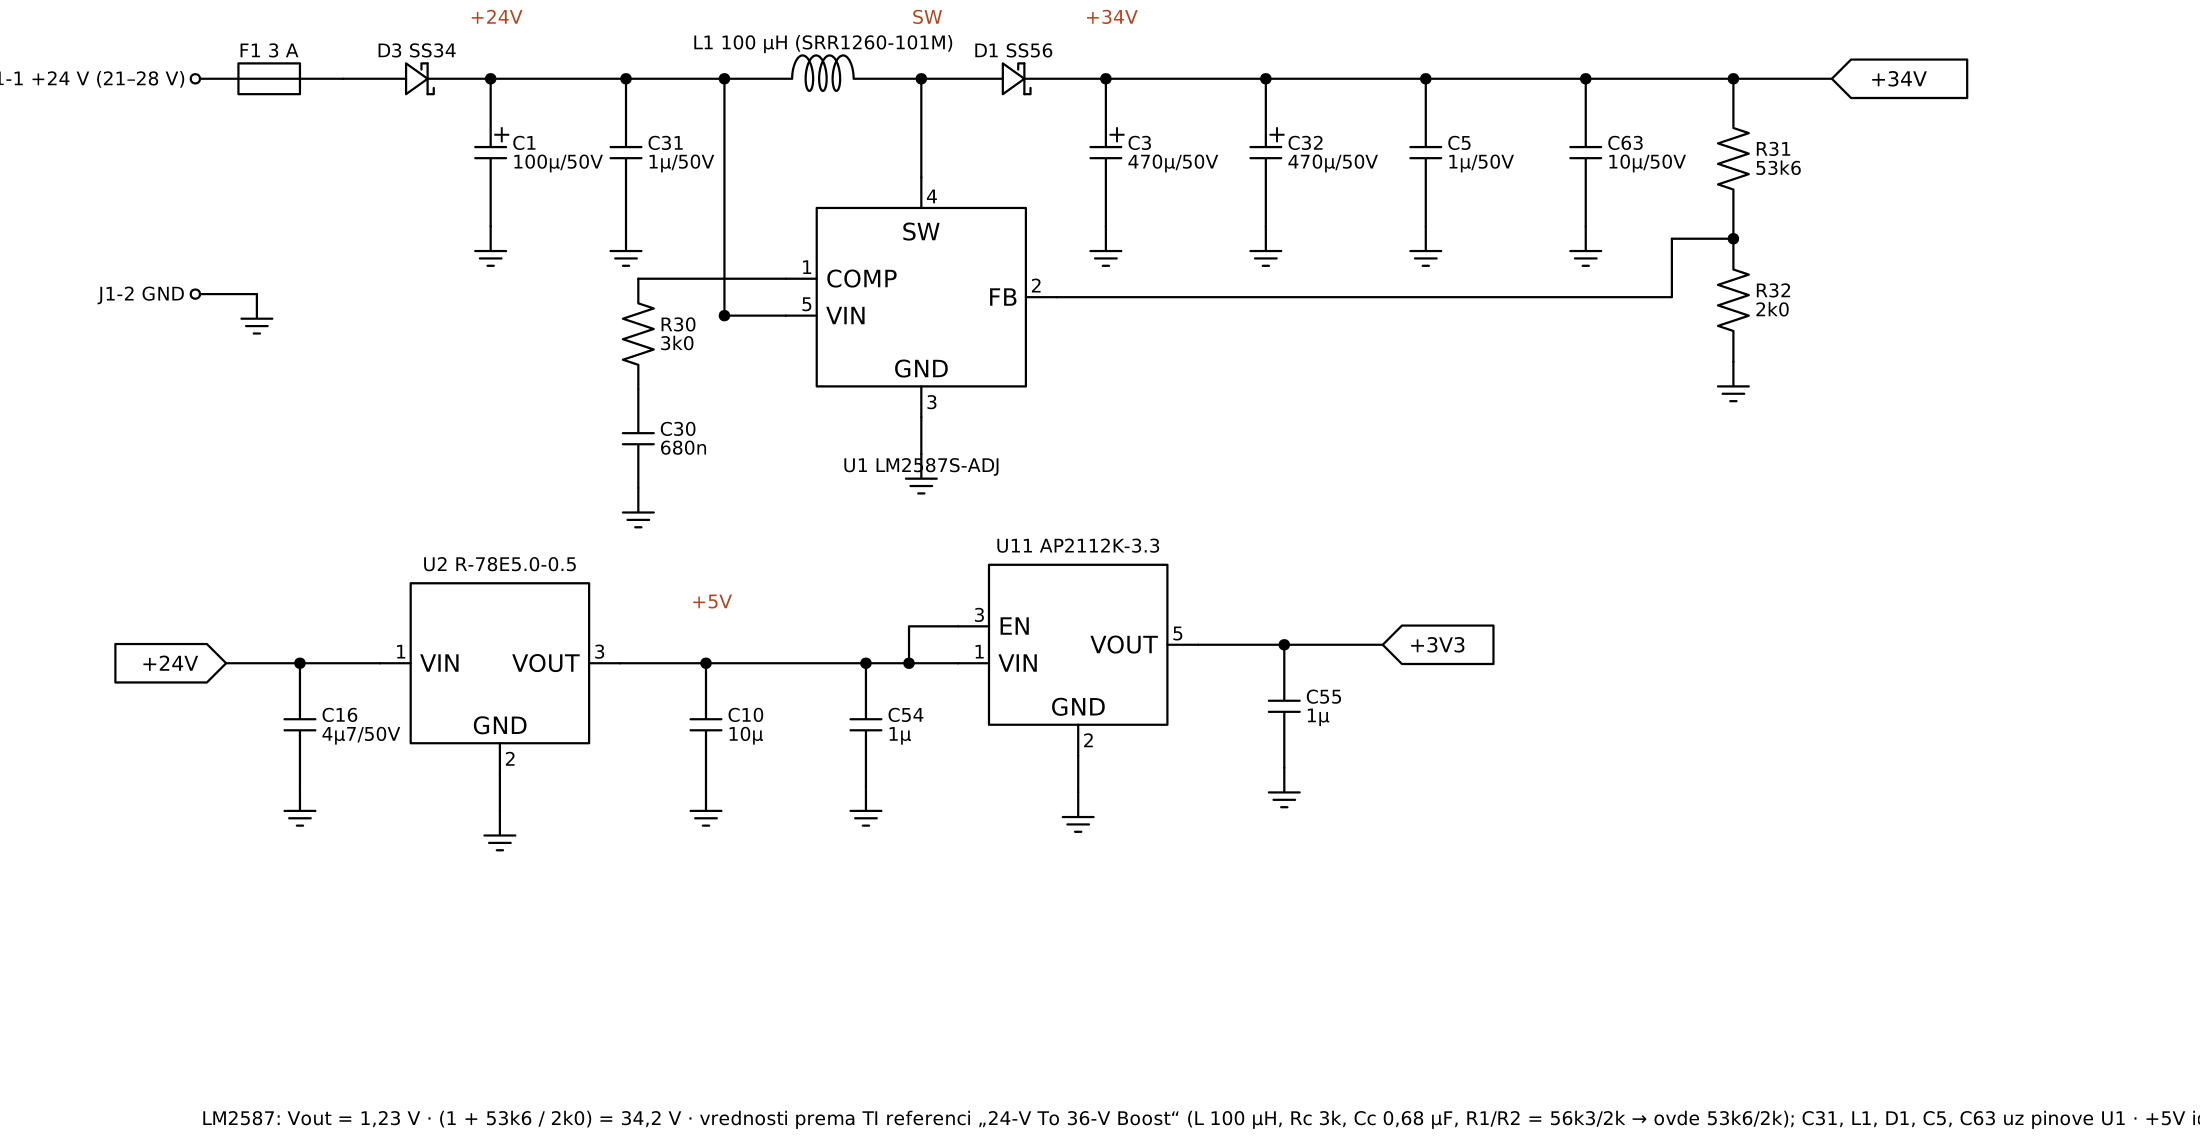 +24V
SW
+34V
F1 3 A
D3 SS34
L1 100 µH (SRR1260-101M)
D1 SS56
1-1 +24 V (21–28 V)
+34V
+
C1
100µ/50V
C31
1µ/50V
+
C3
470µ/50V
+
C32
470µ/50V
C5
1µ/50V
C63
10µ/50V
R31
53k6
4
SW
1
COMP
5
VIN
FB
2
GND
3
U1 LM2587S-ADJ
J1-2 GND
R30
3k0
C30
680n
R32
2k0
U2 R-78E5.0-0.5
+24V
1
VIN
VOUT
3
GND
2
C16
4µ7/50V
+5V
C10
10µ
C54
1µ
U11 AP2112K-3.3
3
EN
1
VIN
VOUT
5
GND
2
+3V3
C55
1µ
LM2587: Vout = 1,23 V · (1 + 53k6 / 2k0) = 34,2 V · vrednosti prema TI referenci „24-V To 36-V Boost“ (L 100 µH, Rc 3k, Cc 0,68 µF, R1/R2 = 56k3/2k → ovde 53k6/2k); C31, L1, D1, C5, C63 uz pinove U1 · +5V